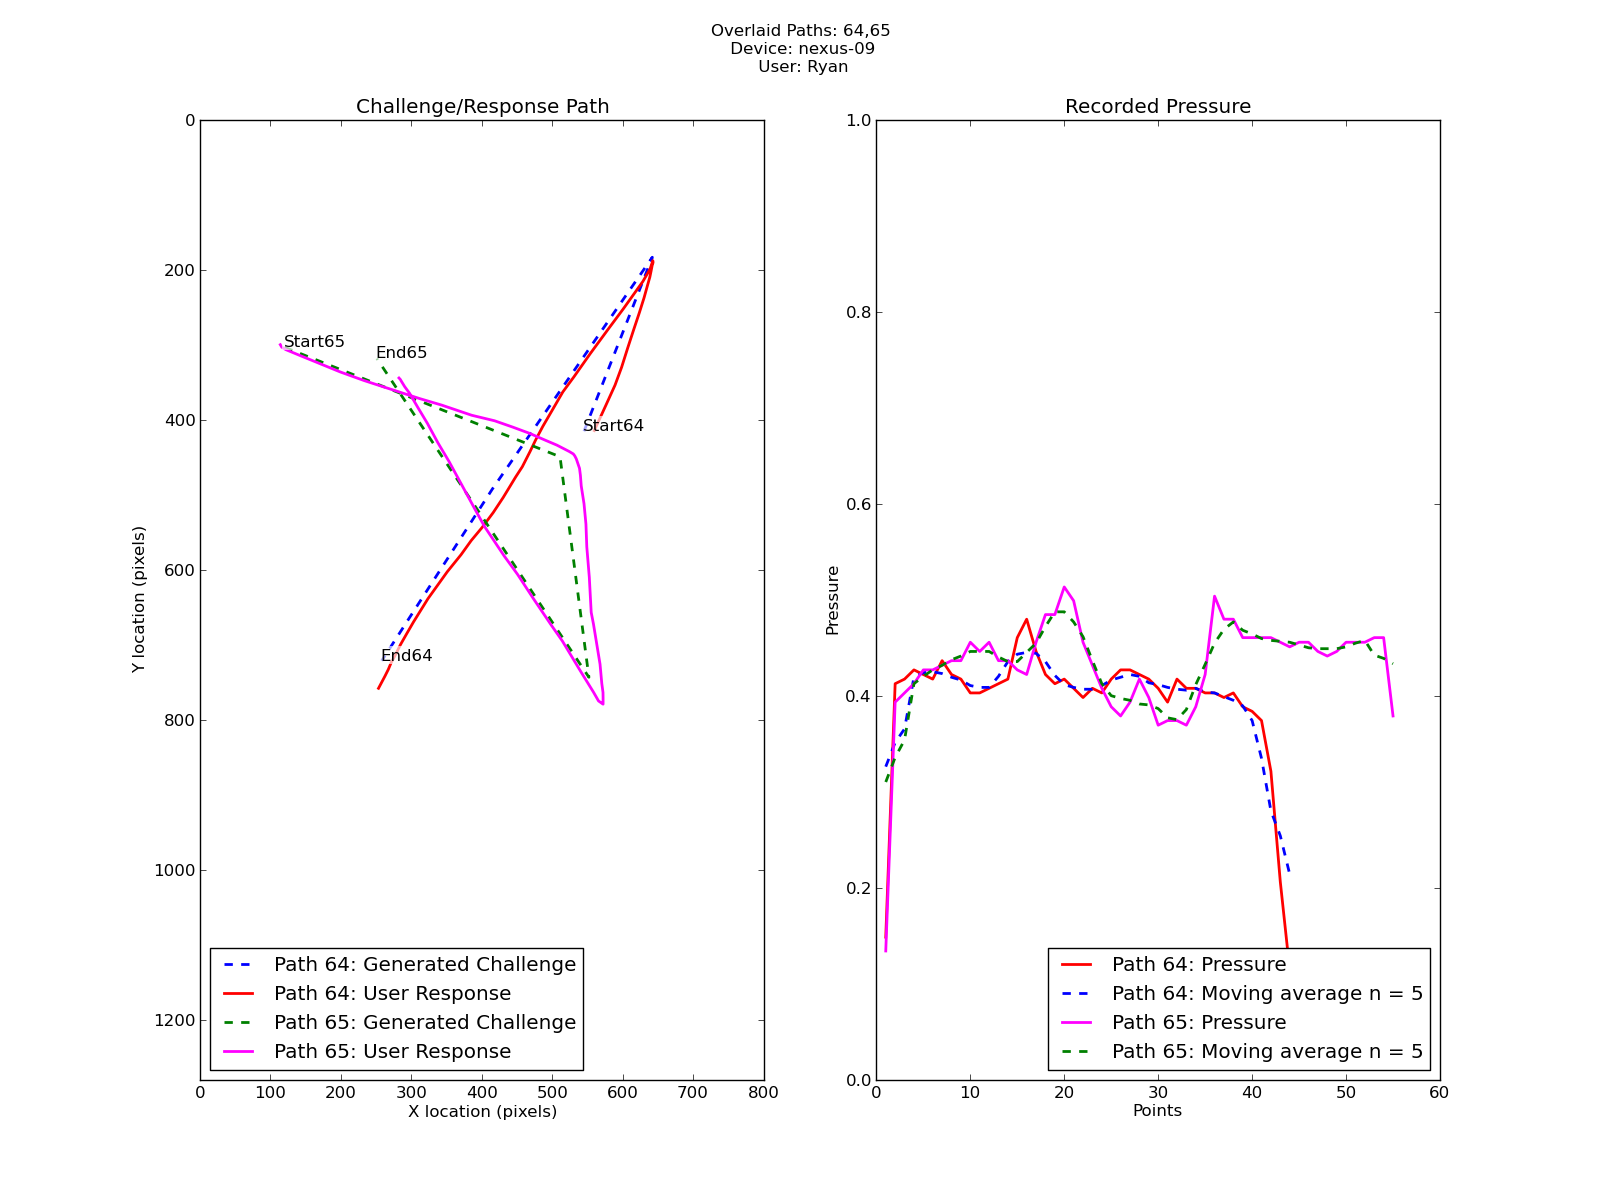 Overlaid Paths: 64,65
Device: nexus-09
User: Ryan
Challenge/Response Path
0
200
400
600
800
1000
1200
Y location (pixels)
Start65
End65
Start64
End64
Path 64: Generated Challenge
Path 64: User Response
Path 65: Generated Challenge
Path 65: User Response
0 100 200 300 400 500 600 700 800
X location (pixels)
Recorded Pressure
1.0
0.8
0.6
0.4
0.2
0.0
Pressure
Path 64: Pressure
Path 64: Moving average n = 5
Path 65: Pressure
Path 65: Moving average n = 5
0 10 20 30 40 50 60
Points